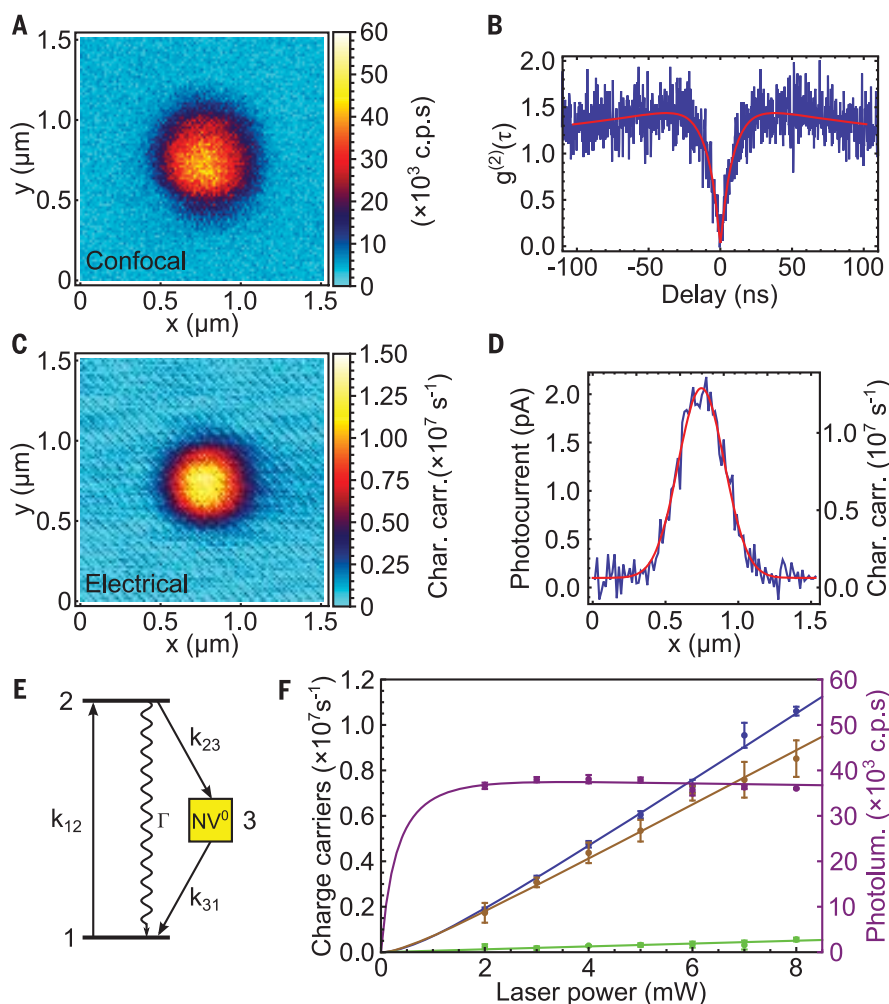 A
y (µm)
1.5
1.0
0.5
0
Confocal
0
0.5
1.0
1.5
x (µm)
60
50
40
30
20
10
0
(×10³ c.p.s)
B
g⁽²⁾(τ)
2.0
1.5
1.0
0.5
0.0
-100
-50
0
50
100
Delay (ns)
C
y (µm)
1.5
1.0
0.5
0
Electrical
0
0.5
1.0
1.5
x (µm)
1.50
1.25
1.00
0.75
0.50
0.25
0
Char. carr.(×10⁷ s⁻¹)
D
Photocurrent (pA)
2.0
1.5
1.0
0.5
0.0
0
0.5
1.0
1.5
x (µm)
1.0
0.5
0.0
Char. carr. (10⁷ s⁻¹)
E
2
k₂₃
k₁₂
Γ
NV⁰
3
k₃₁
1
F
Charge carriers (×10⁷s⁻¹)
1.2
1.0
0.8
0.6
0.4
0.2
0.0
0
2
4
6
8
Laser power (mW)
60
50
40
30
20
10
0
Photolum. (×10³ c.p.s)